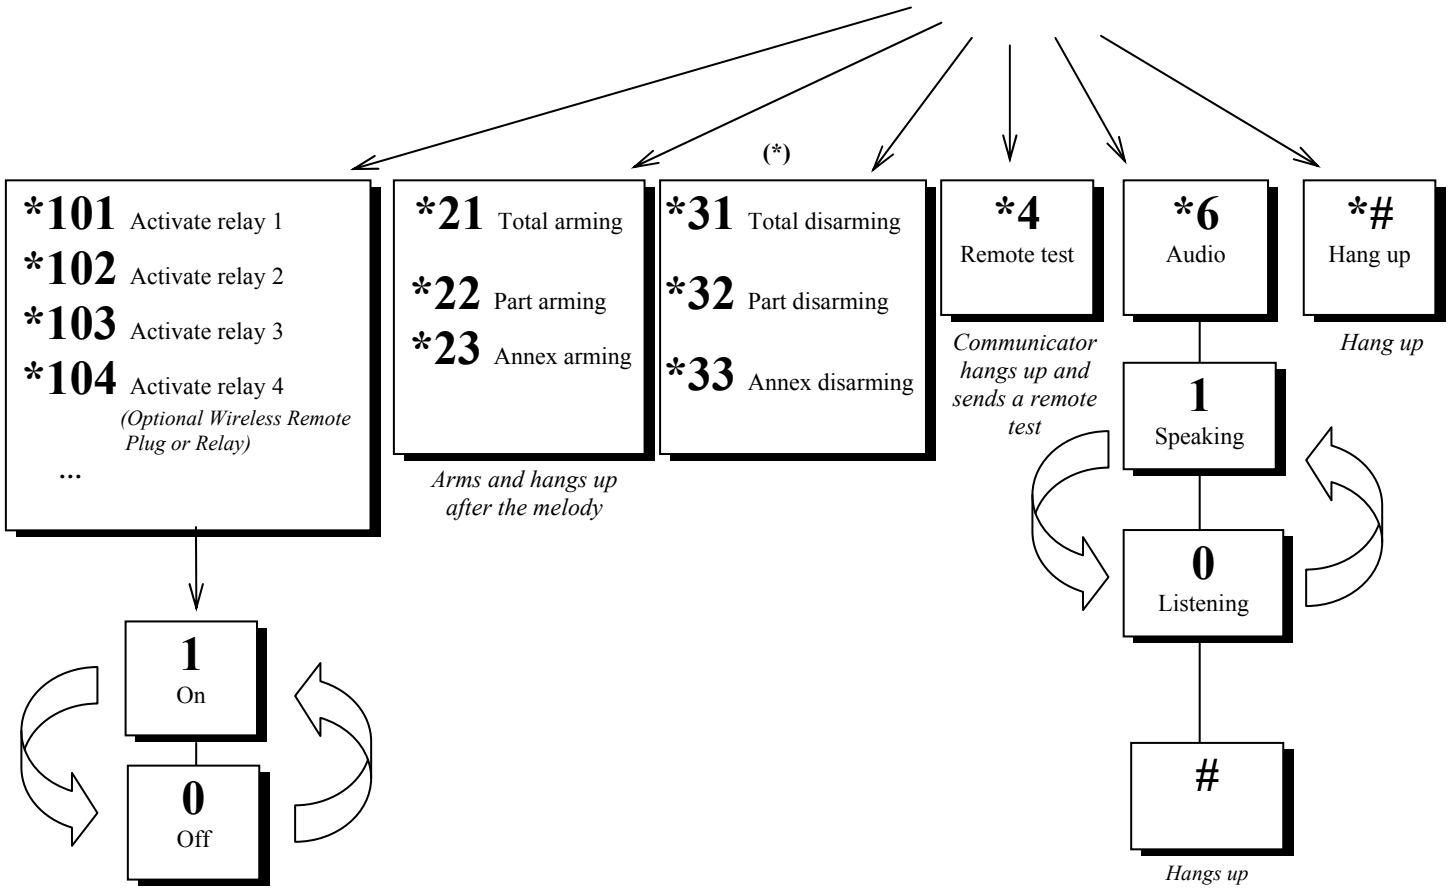 (*)
*101 Activate relay 1
*102 Activate relay 2
*103 Activate relay 3
*104 Activate relay 4
(Optional Wireless Remote
Plug or Relay)
...
1
On
0
Off
*21 Total arming
*22 Part arming
*23 Annex arming
Arms and hangs up
after the melody
*31 Total disarming
*32 Part disarming
*33 Annex disarming
*4
Remote test
Communicator
hangs up and
sends a remote
test
*6
Audio
1
Speaking
0
Listening
#
Hangs up
*#
Hang up
Hang up